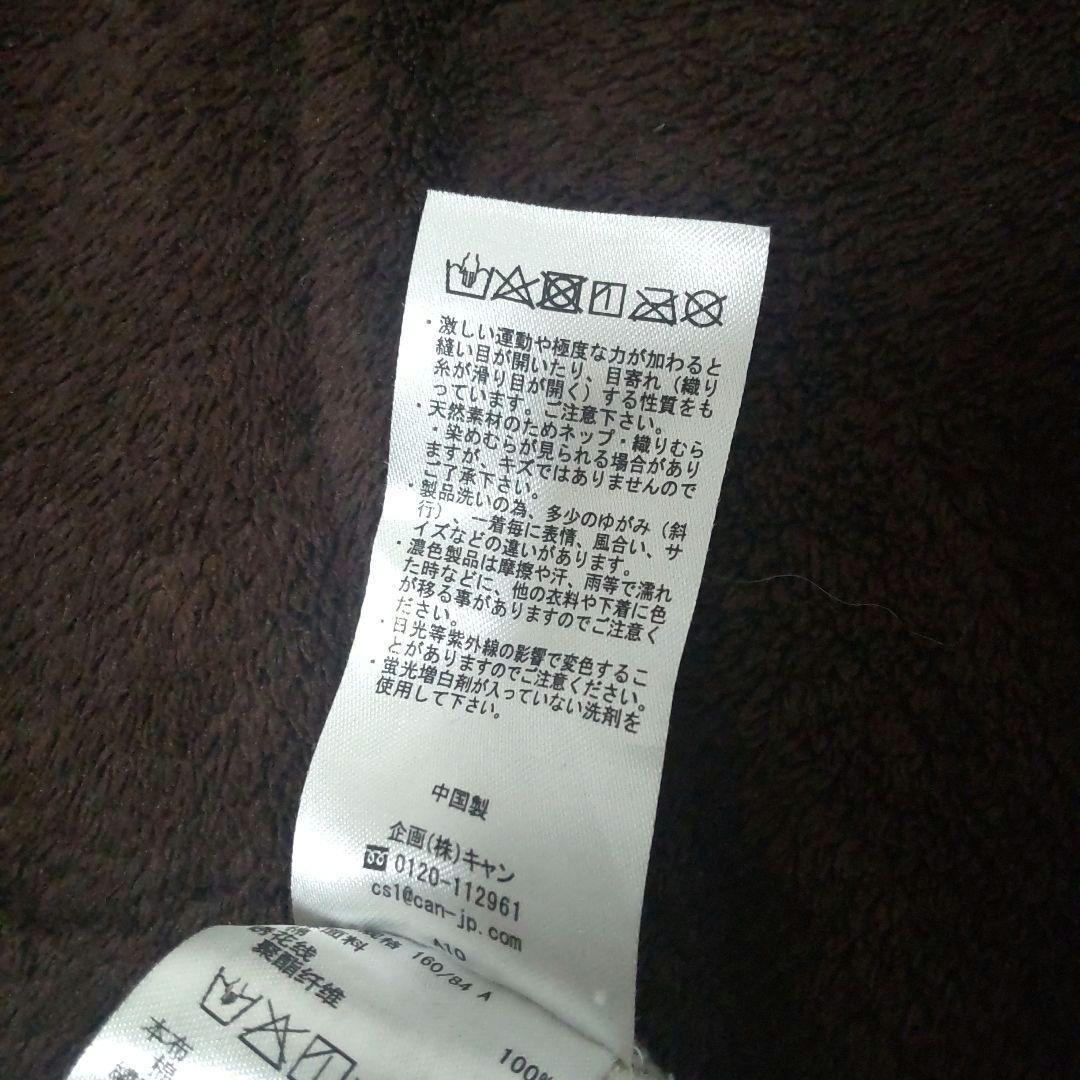 ・激しい運動や極度な力が加わると
縫い目が開いたり、目寄れ（織り
糸が滑り目が開く）する性質をも
っています。ご注意下さい。
・天然素材のためネップ・織りむら
・染めむらが見られる場合があり
ますが、キズではありませんので
ご了承下さい。
・製品洗いの為、多少のゆがみ（斜
行）、一着毎に表情、風合い、サ
イズなどの違いがあります。
・濃色製品は摩擦や汗、雨等で濡れ
た時などに、他の衣料や下着に色
が移る事がありますのでご注意く
ださい。
・日光等紫外線の影響で変色するこ
とがありますのでご注意ください。
・蛍光増白剤が入っていない洗剤を
使用して下さい。
中国製
企画(株)キャン
0120-112961
cs1@can-jp.com
A10
160/84 A
面料
花线
聚酯纤维
100%
本布
綿